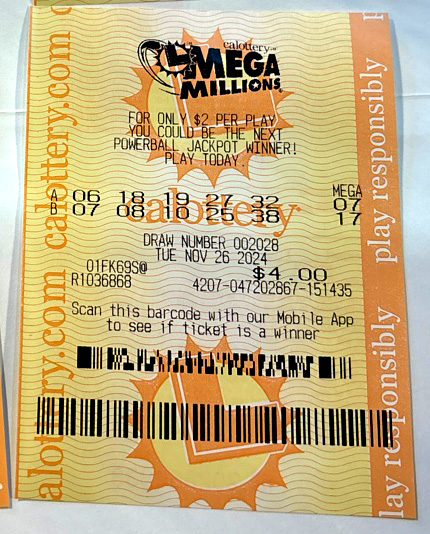 calottery.com
MEGA
MILLIONS
FOR ONLY $2 PER PLAY
YOU COULD BE THE NEXT
POWERBALL JACKPOT WINNER!
PLAY TODAY.
MEGA
A 06 18 19 27 32 07
B 07 08 10 25 38 17
calottery
DRAW NUMBER 002028
TUE NOV 26 2024
01FK69S@ $4.00
R1036868 4207-047202867-151435
Scan this barcode with our Mobile App
to see if ticket is a winner
calottery.com calottery.com
play responsibly
lay responsibly